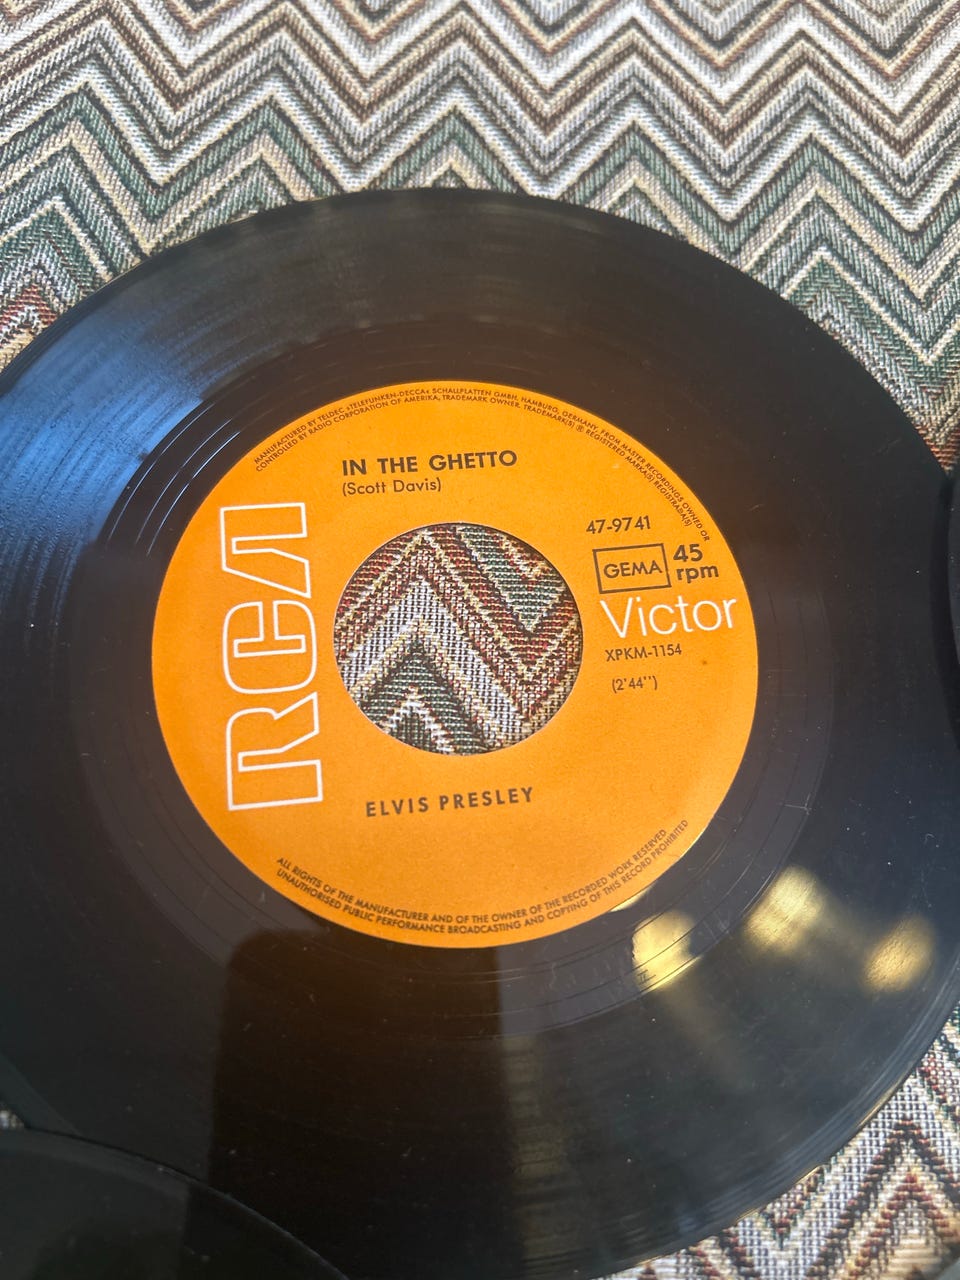 MANUFACTURED BY TELDEC »TELEFUNKEN-DECCA« SCHALLPLATTEN GMBH, HAMBURG, GERMANY, FROM MASTER RECORDINGS OWNED OR
CONTROLLED BY RADIO CORPORATION OF AMERIKA, TRADEMARK OWNER. TRADEMARK(S) ® REGISTERED MARKA(S) REGISTRADA(S)
IN THE GHETTO
(Scott Davis)
RCA
47-9741
GEMA
45
rpm
Victor
XPKM-1154
(2'44'')
ELVIS PRESLEY
ALL RIGHTS OF THE MANUFACTURER AND OF THE OWNER OF THE RECORDED WORK RESERVED
UNAUTHORISED PUBLIC PERFORMANCE BROADCASTING AND COPYING OF THIS RECORD PROHIBITED